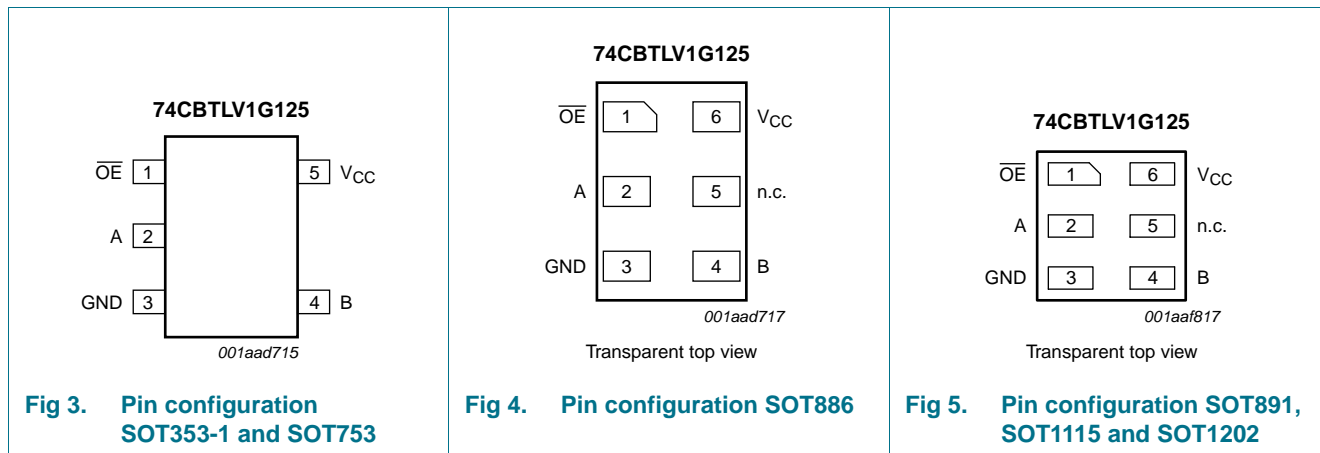 74CBTLV1G125
OE 1
5 VCC
A 2
GND 3
4 B
001aad715
Fig 3. Pin configuration
SOT353-1 and SOT753
74CBTLV1G125
OE 1
6 VCC
A 2
5 n.c.
GND 3
4 B
001aad717
Transparent top view
Fig 4. Pin configuration SOT886
74CBTLV1G125
OE 1
6 VCC
A 2
5 n.c.
GND 3
4 B
001aaf817
Transparent top view
Fig 5. Pin configuration SOT891,
SOT1115 and SOT1202